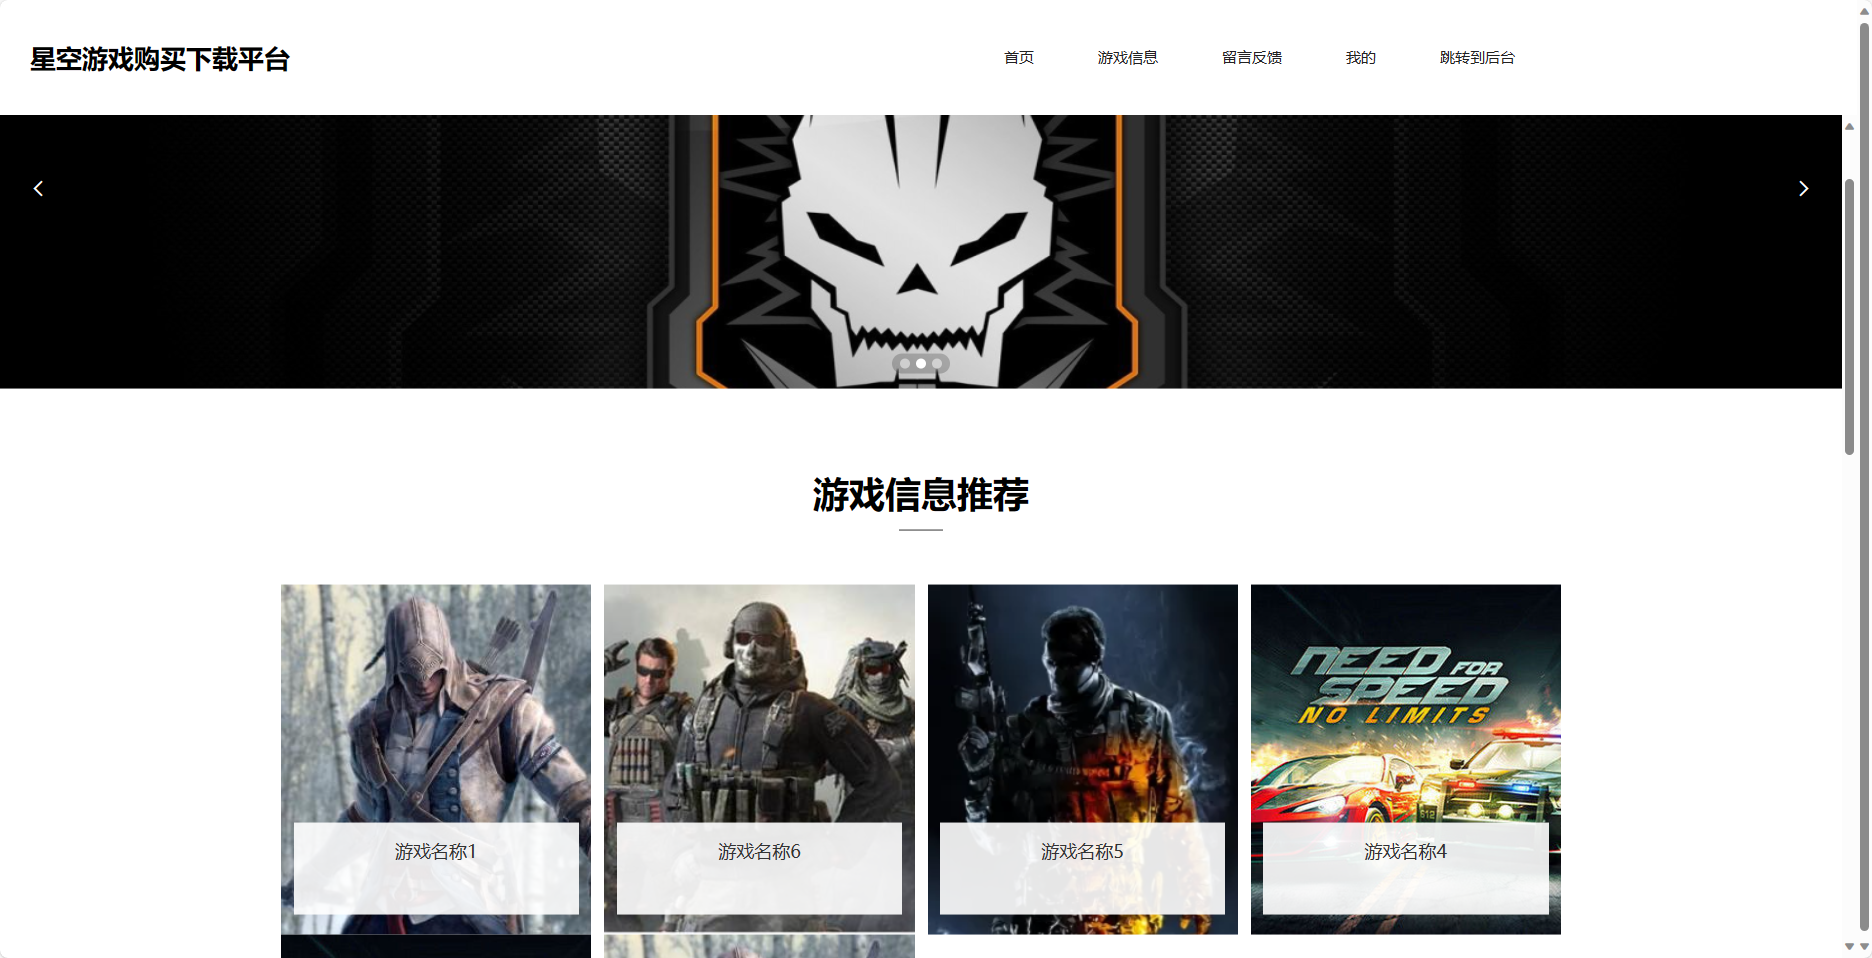 星空游戏购买下载平台
首页
游戏信息
留言反馈
我的
跳转到后台
游戏信息推荐
NEED FOR
SPEED
NO LIMITS
612
游戏名称1
游戏名称6
游戏名称5
游戏名称4